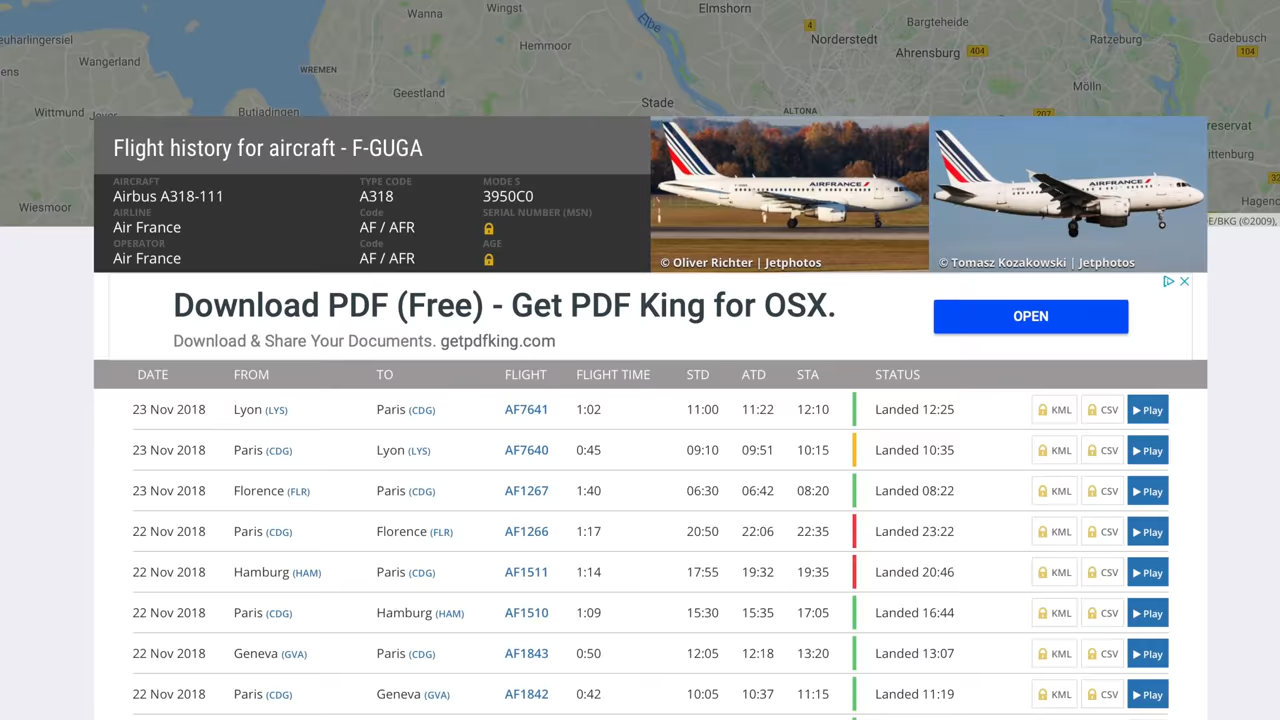 Wanna
Wingst
Elmshorn
Elbe
4
Bargteheide
Gadebusch
Norderstedt
Ratzeburg
Hemmoor
Ahrensburg
404
104
Wangerland
WREMEN
Geestland
Mölln
Stade
ALTONA
Wittmund
Jever
Butjadingen
207
Wiesmoor
Flight history for aircraft - F-GUGA
AIRCRAFT TYPE CODE MODE S
Airbus A318-111 A318 3950C0
AIRLINE Code SERIAL NUMBER (MSN)
Air France AF / AFR
OPERATOR Code AGE
Air France AF / AFR
AIRFRANCE
© Oliver Richter | Jetphotos
AIRFRANCE
© Tomasz Kozakowski | Jetphotos
Download PDF (Free) - Get PDF King for OSX.
Download & Share Your Documents. getpdfking.com
OPEN
DATE FROM TO FLIGHT FLIGHT TIME STD ATD STA STATUS
23 Nov 2018 Lyon (LYS) Paris (CDG) AF7641 1:02 11:00 11:22 12:10 Landed 12:25 KML CSV Play
23 Nov 2018 Paris (CDG) Lyon (LYS) AF7640 0:45 09:10 09:51 10:15 Landed 10:35 KML CSV Play
23 Nov 2018 Florence (FLR) Paris (CDG) AF1267 1:40 06:30 06:42 08:20 Landed 08:22 KML CSV Play
22 Nov 2018 Paris (CDG) Florence (FLR) AF1266 1:17 20:50 22:06 22:35 Landed 23:22 KML CSV Play
22 Nov 2018 Hamburg (HAM) Paris (CDG) AF1511 1:14 17:55 19:32 19:35 Landed 20:46 KML CSV Play
22 Nov 2018 Paris (CDG) Hamburg (HAM) AF1510 1:09 15:30 15:35 17:05 Landed 16:44 KML CSV Play
22 Nov 2018 Geneva (GVA) Paris (CDG) AF1843 0:50 12:05 12:18 13:20 Landed 13:07 KML CSV Play
22 Nov 2018 Paris (CDG) Geneva (GVA) AF1842 0:42 10:05 10:37 11:15 Landed 11:19 KML CSV Play